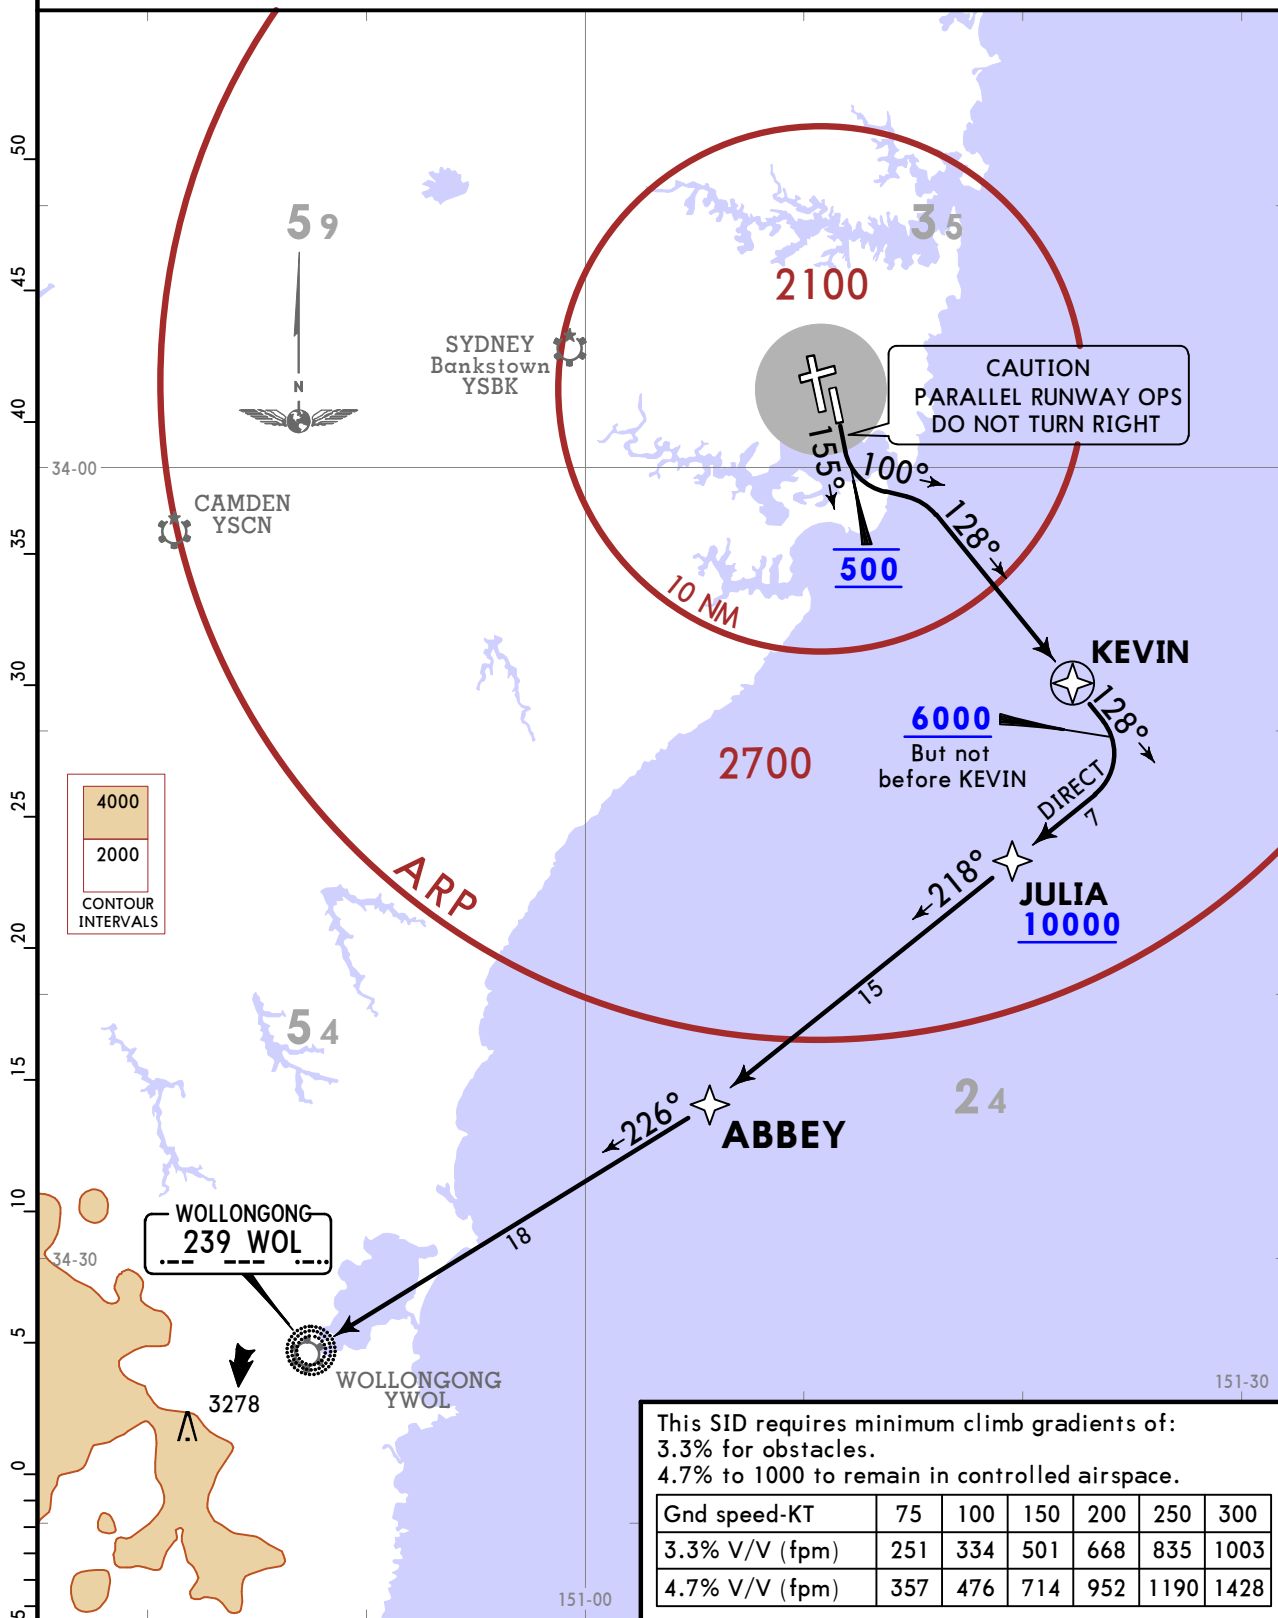 50
45
40
35
30
25
20
15
10
5
0
5
59
35
2100
N
SYDNEY
Bankstown
YSBK
CAUTION
PARALLEL RUNWAY OPS
DO NOT TURN RIGHT
34-00
155°
100°
CAMDEN
YSCN
128°
500
10 NM
KEVIN
128°
6000
But not
before KEVIN
2700
DIRECT
7
4000
2000
CONTOUR
INTERVALS
ARP
218°
JULIA
10000
15
54
24
226°
ABBEY
18
WOLLONGONG
239 WOL
34-30
WOLLONGONG
YWOL
3278
151-30
151-00
This SID requires minimum climb gradients of:
3.3% for obstacles.
4.7% to 1000 to remain in controlled airspace.
Gnd speed-KT 75 100 150 200 250 300
3.3% V/V (fpm) 251 334 501 668 835 1003
4.7% V/V (fpm) 357 476 714 952 1190 1428